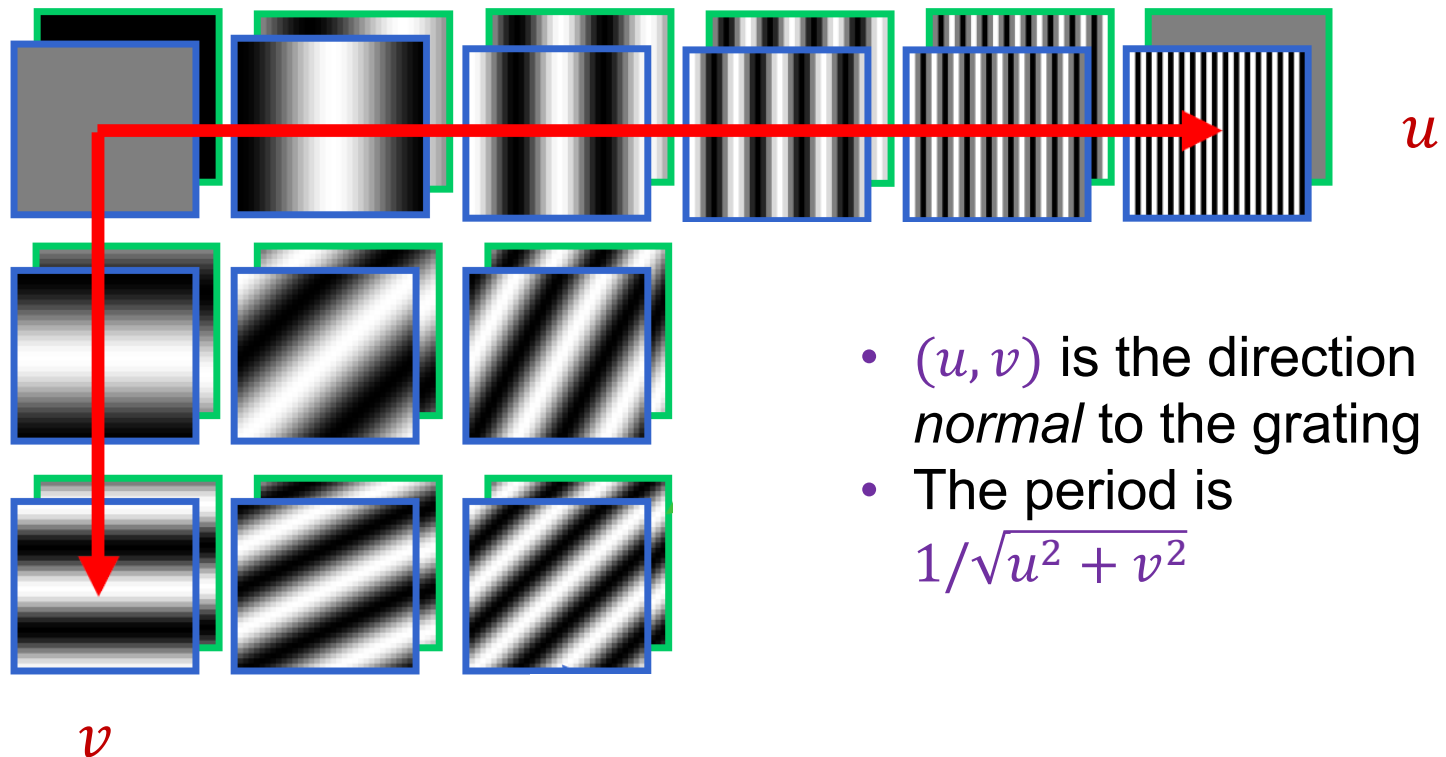 u
• (u, v) is the direction
normal to the grating
• The period is
1/√u² + v²
v